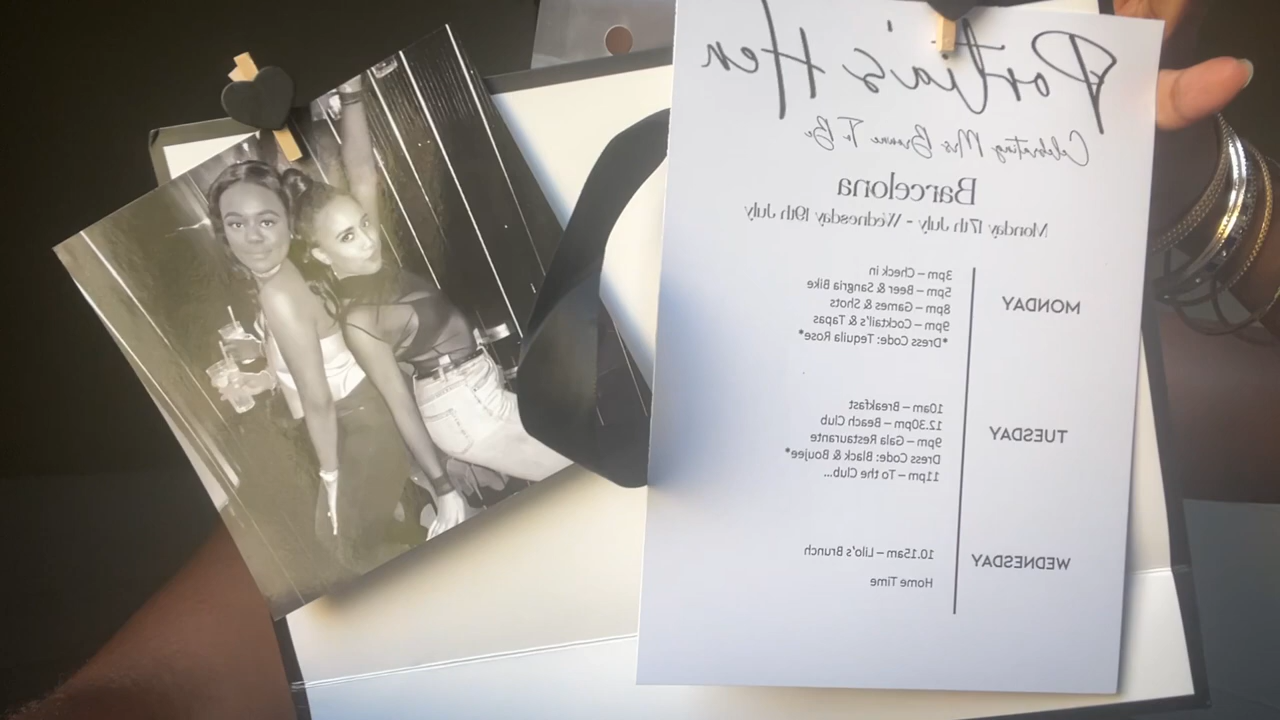 Portia's Hen
Celebrating Mrs Browne To Be
Barcelona
Monday 17th July - Wednesday 19th July
MONDAY
3pm – Check in
5pm – Beer & Sangria Bike
8pm – Games & Shots
9pm – Cocktail's & Tapas
*Dress Code: Tequila Rose*
TUESDAY
10am – Breakfast
12.30pm – Beach Club
9pm – Gala Restaurante
Dress Code: Black & Boujee*
11pm – To the Club...
WEDNESDAY
10.15am – Lilo's Brunch
Home Time